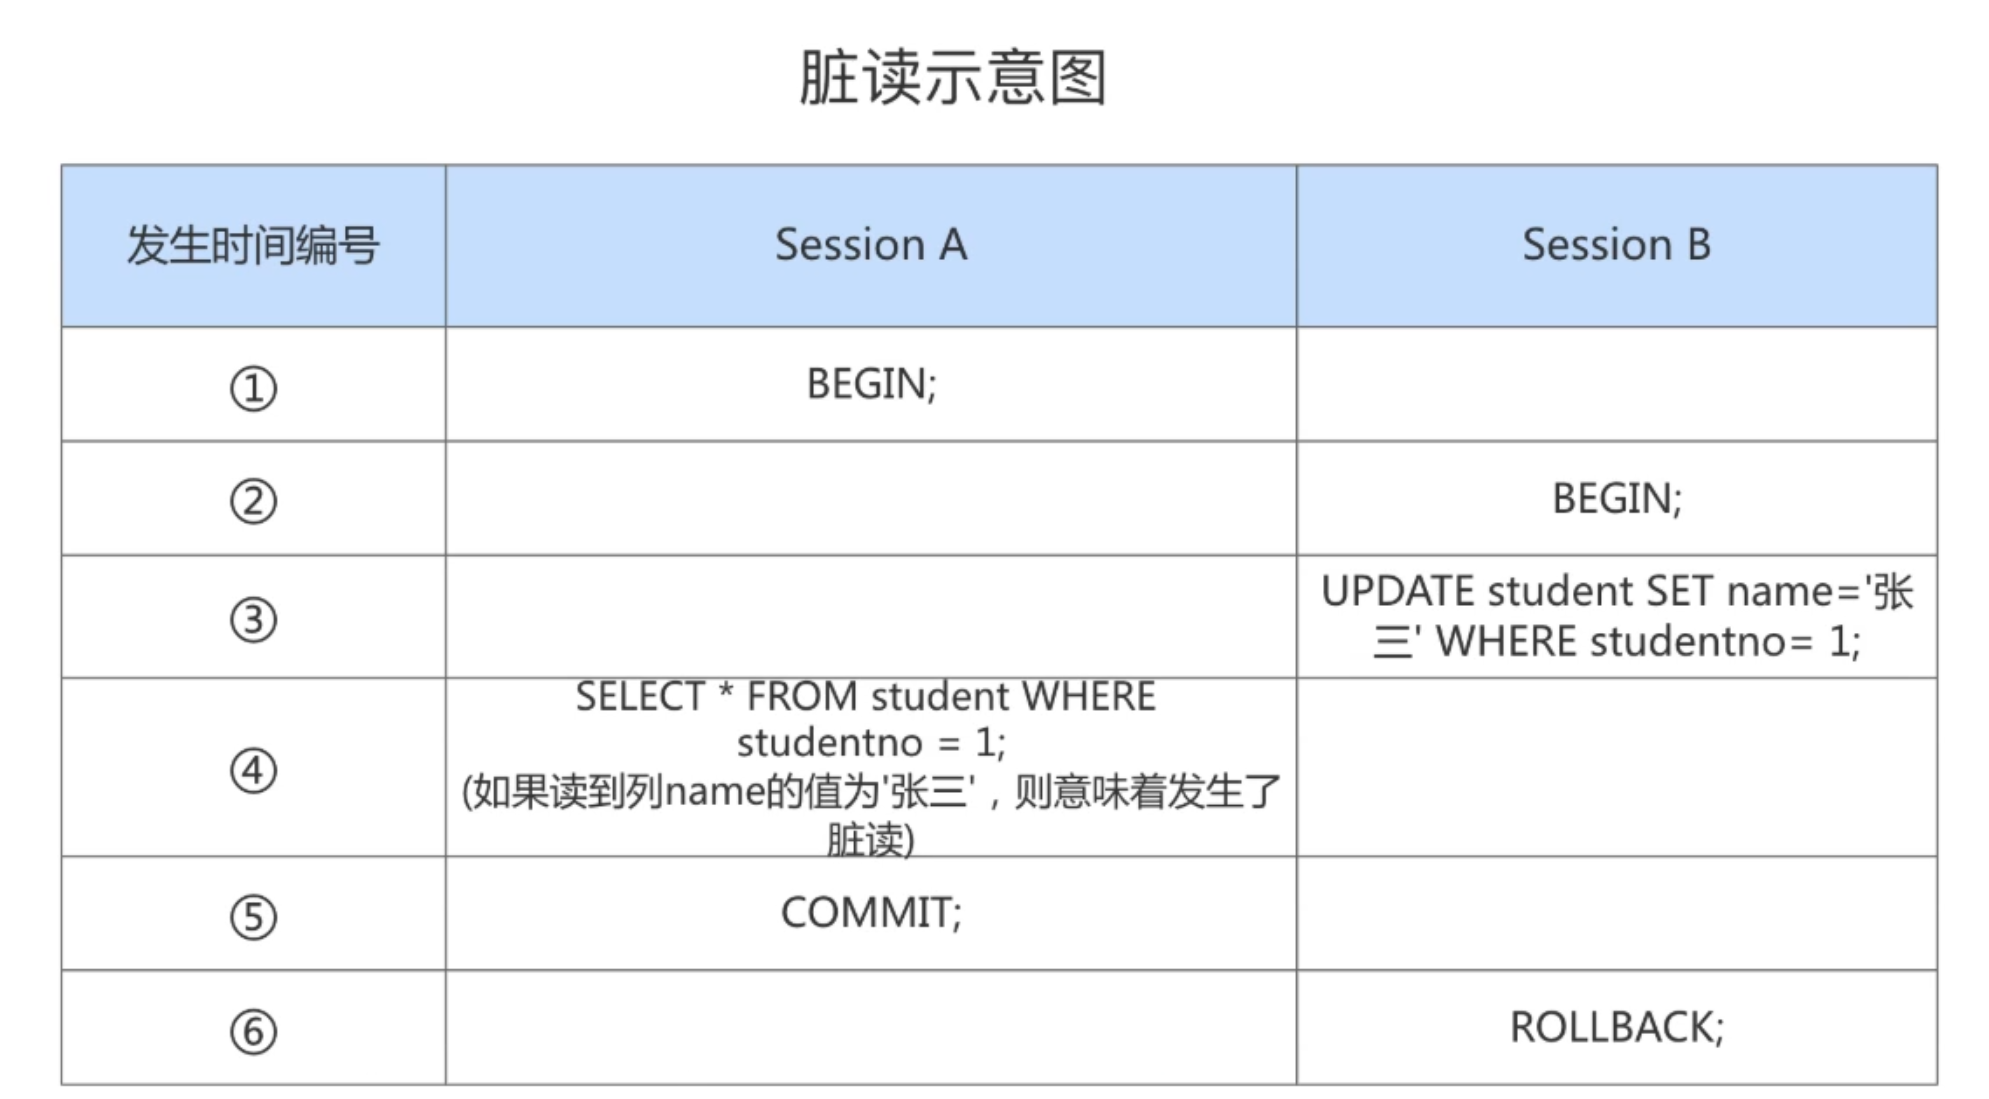 脏读示意图
发生时间编号
Session A
Session B
①
BEGIN;
②
BEGIN;
③
UPDATE student SET name='张
三' WHERE studentno= 1;
④
SELECT * FROM student WHERE
studentno = 1;
(如果读到列name的值为'张三'，则意味着发生了
脏读)
⑤
COMMIT;
⑥
ROLLBACK;